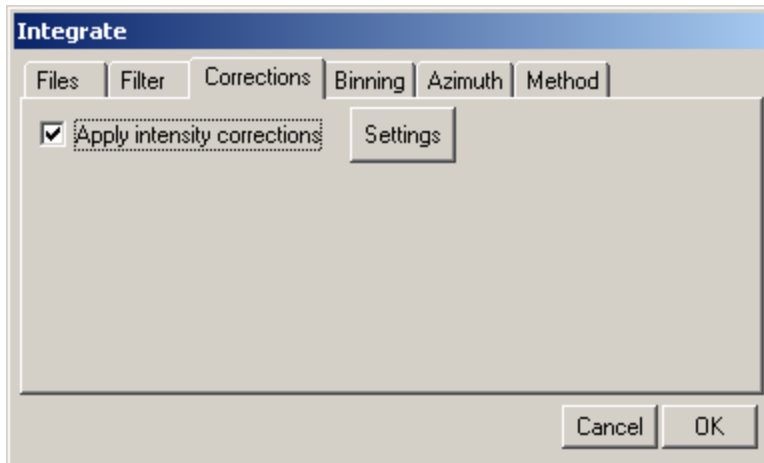 Integrate
Files Filter Corrections Binning Azimuth Method
Apply intensity corrections Settings
Cancel OK